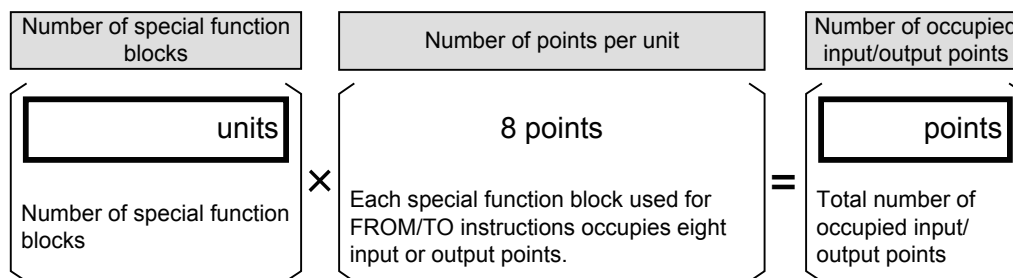 Number of special function
blocks
Number of points per unit
Number of occupied
input/output points
units
Number of special function
blocks
×
8 points
Each special function block used for
FROM/TO instructions occupies eight
input or output points.
=
points
Total number of
occupied input/
output points